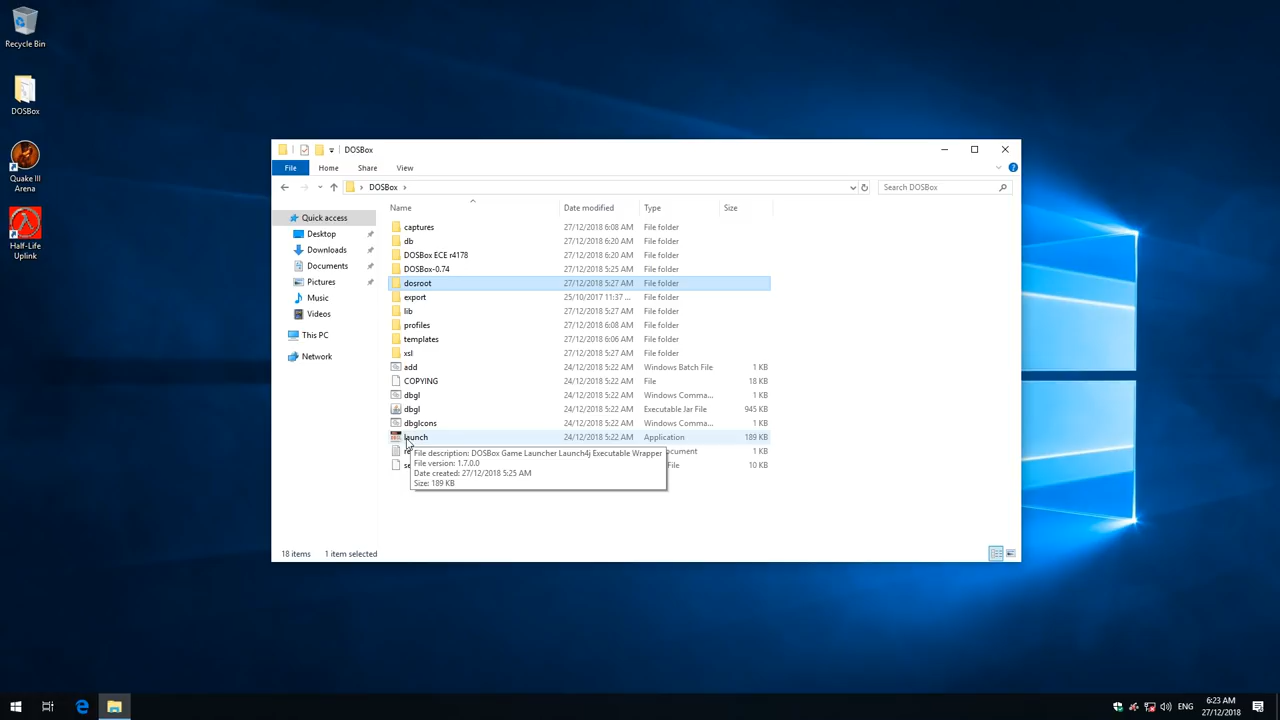 Recycle Bin
DOSBox
Quake III
Arena
Half-Life
Uplink
DOSBox
File Home Share View
DOSBox
Search DOSBox
Quick access
Desktop
Downloads
Documents
Pictures
Music
Videos
This PC
Network
Name Date modified Type Size
captures 27/12/2018 6:08 AM File folder
db 27/12/2018 6:20 AM File folder
DOSBox ECE r4178 27/12/2018 6:20 AM File folder
DOSBox-0.74 27/12/2018 5:25 AM File folder
dosroot 27/12/2018 5:27 AM File folder
export 25/10/2017 11:37 ... File folder
lib 27/12/2018 5:27 AM File folder
profiles 27/12/2018 6:08 AM File folder
templates 27/12/2018 6:06 AM File folder
xsl 27/12/2018 5:27 AM File folder
add 24/12/2018 5:22 AM Windows Batch File 1 KB
COPYING 24/12/2018 5:22 AM File 18 KB
dbgl 24/12/2018 5:22 AM Windows Comma... 1 KB
dbgl 24/12/2018 5:22 AM Executable Jar File 945 KB
dbglcons 24/12/2018 5:22 AM Windows Comma... 1 KB
launch 24/12/2018 5:22 AM Application 189 KB
1 KB
File 10 KB
File description: DOSBox Game Launcher Launch4j Executable Wrapper
File version: 1.7.0.0
Date created: 27/12/2018 5:25 AM
Size: 189 KB
18 items 1 item selected
ENG
6:23 AM
27/12/2018